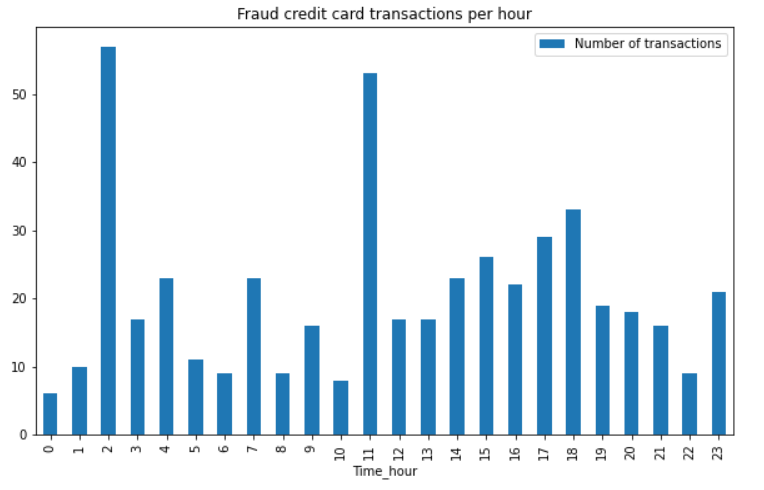 Fraud credit card transactions per hour
Number of transactions
50
40
30
20
10
0
0 1 2 3 4 5 6 7 8 9 10 11 12 13 14 15 16 17 18 19 20 21 22 23
Time_hour